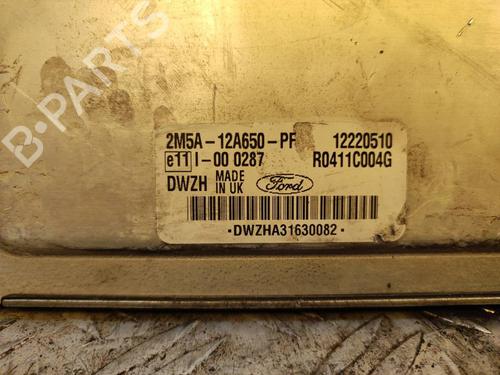 2M5A-12A650-PF 12220510
e11 I-00 0287 R0411C004G
DWZH MADE IN UK Ford
·DWZHA31630082·
B PARTS